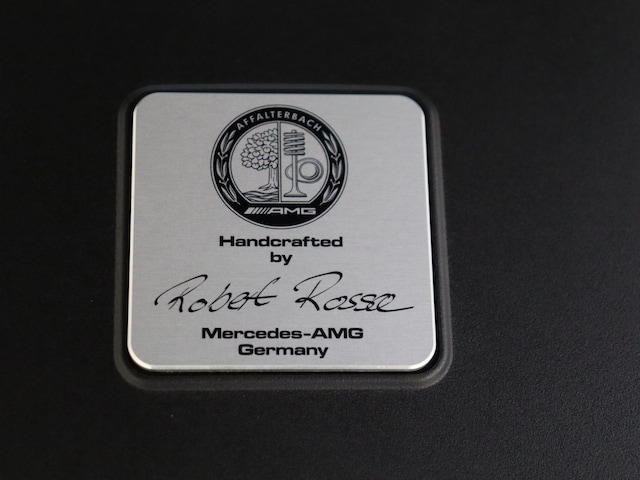 AFFALTERBACH
AMG
Handcrafted
by
Robert Rosse
Mercedes-AMG
Germany